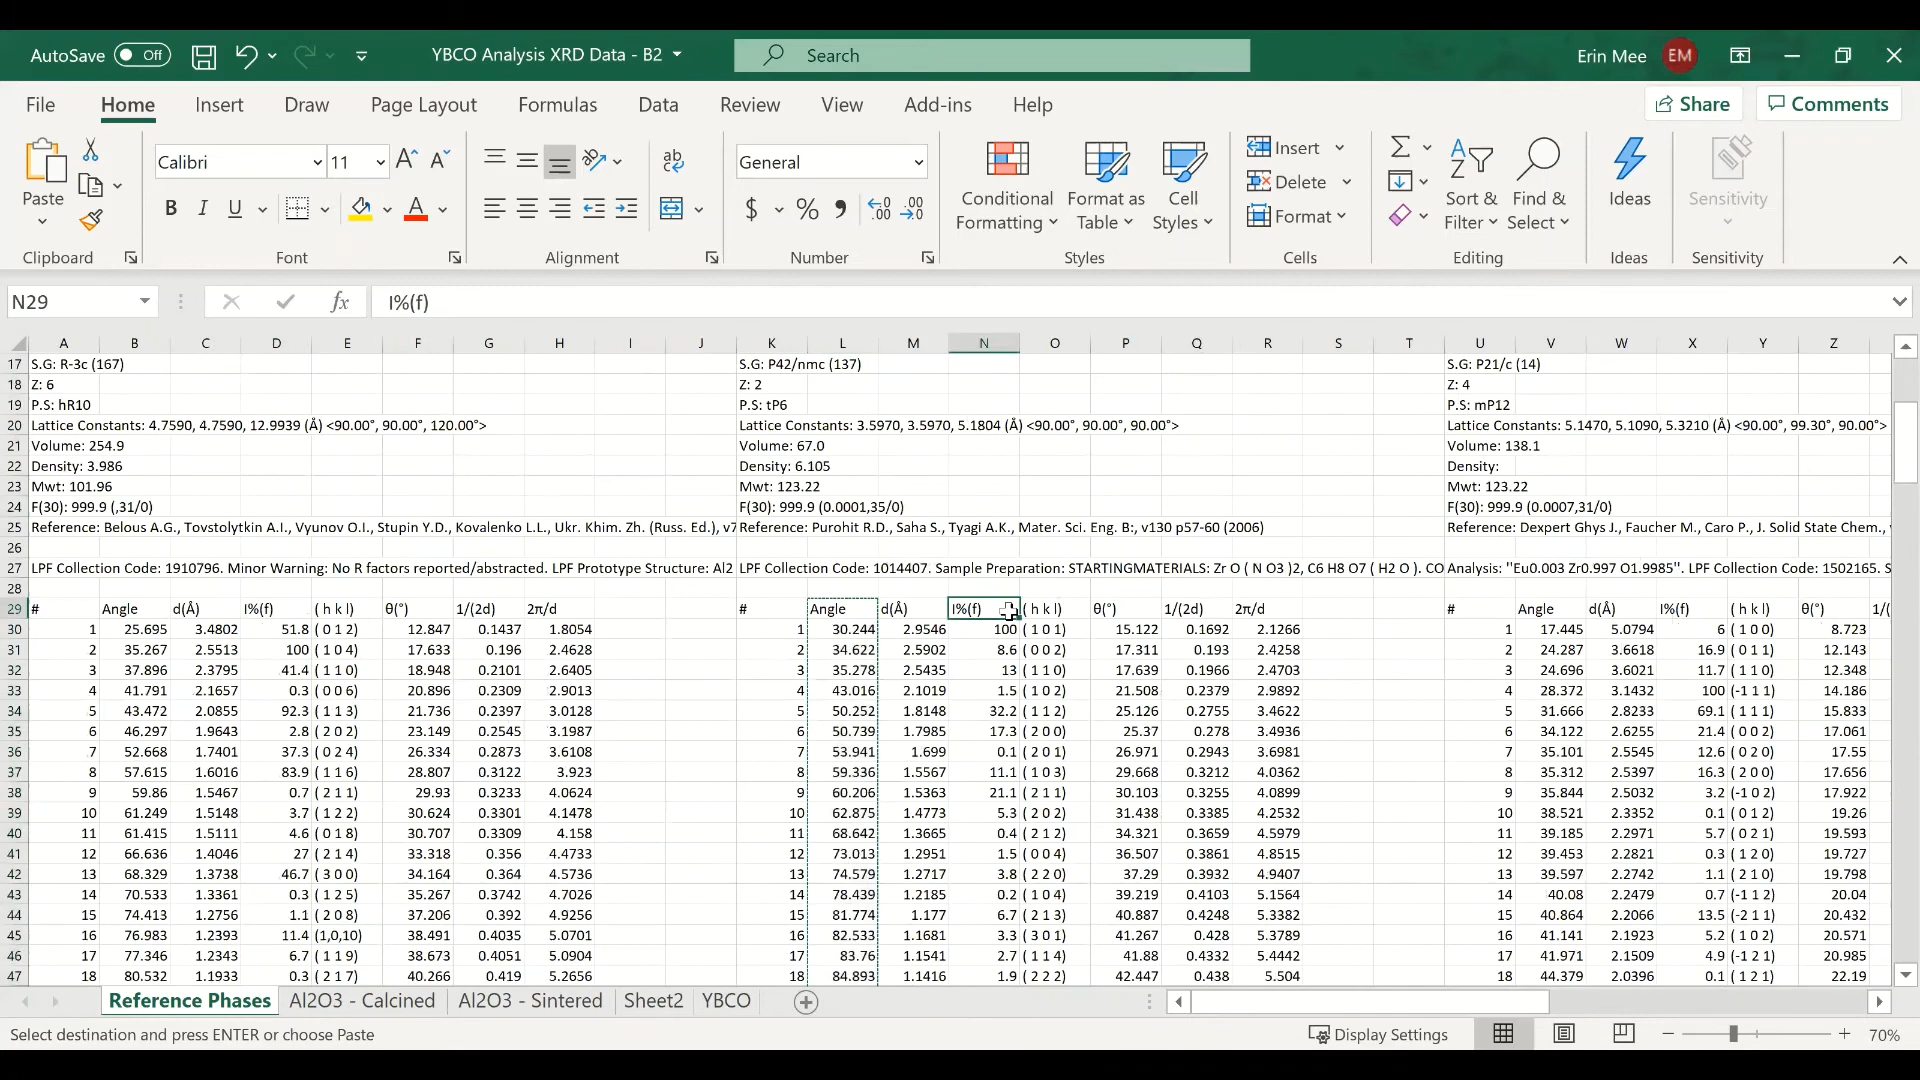 AutoSave Off YBCO Analysis XRD Data - B2 Search Erin Mee EM
File Home Insert Draw Page Layout Formulas Data Review View Add-ins Help Share Comments
Paste Calibri 11 General Conditional Formatting Format as Table Cell Styles Insert Delete Format Sort & Filter Find & Select Ideas Sensitivity
Clipboard Font Alignment Number Styles Cells Editing Ideas Sensitivity
N29 fx I%(f)
A B C D E F G H I J K L M N O P Q R S T U V W X Y Z
17 S.G: R-3c (167) S.G: P42/nmc (137) S.G: P21/c (14)
18 Z: 6 Z: 2 Z: 4
19 P.S: hR10 P.S: tP6 P.S: mP12
20 Lattice Constants: 4.7590, 4.7590, 12.9939 (Å) <90.00°, 90.00°, 120.00°> Lattice Constants: 3.5970, 3.5970, 5.1804 (Å) <90.00°, 90.00°, 90.00°> Lattice Constants: 5.1470, 5.1090, 5.3210 (Å) <90.00°, 99.30°, 90.00°>
21 Volume: 254.9 Volume: 67.0 Volume: 138.1
22 Density: 3.986 Density: 6.105 Density:
23 Mwt: 101.96 Mwt: 123.22 Mwt: 123.22
24 F(30): 999.9 (,31/0) F(30): 999.9 (0.0001,35/0) F(30): 999.9 (0.0007,31/0)
25 Reference: Belous A.G., Tovstolytkin A.I., Vyunov O.I., Stupin Y.D., Kovalenko L.L., Ukr. Khim. Zh. (Russ. Ed.), v7 Reference: Purohit R.D., Saha S., Tyagi A.K., Mater. Sci. Eng. B:, v130 p57-60 (2006) Reference: Dexpert Ghys J., Faucher M., Caro P., J. Solid State Chem.,
26
27 LPF Collection Code: 1910796. Minor Warning: No R factors reported/abstracted. LPF Prototype Structure: Al2 LPF Collection Code: 1014407. Sample Preparation: STARTINGMATERIALS: Zr O ( N O3 )2, C6 H8 O7 ( H2 O ). CO Analysis: "Eu0.003 Zr0.997 O1.9985". LPF Collection Code: 1502165. S
28
29 # Angle d(Å) I%(f) ( h k l) θ(°) 1/(2d) 2π/d # Angle d(Å) I%(f) ( h k l) θ(°) 1/(2d) 2π/d # Angle d(Å) I%(f) ( h k l) θ(°) 1/(
30 1 25.695 3.4802 51.8 ( 0 1 2) 12.847 0.1437 1.8054 1 30.244 2.9546 100 ( 1 0 1) 15.122 0.1692 2.1266 1 17.445 5.0794 6 ( 1 0 0) 8.723
31 2 35.267 2.5513 100 ( 1 0 4) 17.633 0.196 2.4628 2 34.622 2.5902 8.6 ( 0 0 2) 17.311 0.193 2.4258 2 24.287 3.6618 16.9 ( 0 1 1) 12.143
32 3 37.896 2.3795 41.4 ( 1 1 0) 18.948 0.2101 2.6405 3 35.278 2.5435 13 ( 1 1 0) 17.639 0.1966 2.4703 3 24.696 3.6021 11.7 ( 1 1 0) 12.348
33 4 41.791 2.1657 0.3 ( 0 0 6) 20.896 0.2309 2.9013 4 43.016 2.1019 1.5 ( 1 0 2) 21.508 0.2379 2.9892 4 28.372 3.1432 100 (-1 1 1) 14.186
34 5 43.472 2.0855 92.3 ( 1 1 3) 21.736 0.2397 3.0128 5 50.252 1.8148 32.2 ( 1 1 2) 25.126 0.2755 3.4622 5 31.666 2.8233 69.1 ( 1 1 1) 15.833
35 6 46.297 1.9643 2.8 ( 2 0 2) 23.149 0.2545 3.1987 6 50.739 1.7985 17.3 ( 2 0 0) 25.37 0.278 3.4936 6 34.122 2.6255 21.4 ( 0 0 2) 17.061
36 7 52.668 1.7401 37.3 ( 0 2 4) 26.334 0.2873 3.6108 7 53.941 1.699 0.1 ( 2 0 1) 26.971 0.2943 3.6981 7 35.101 2.5545 12.6 ( 0 2 0) 17.55
37 8 57.615 1.6016 83.9 ( 1 1 6) 28.807 0.3122 3.923 8 59.336 1.5567 11.1 ( 1 0 3) 29.668 0.3212 4.0362 8 35.312 2.5397 16.3 ( 2 0 0) 17.656
38 9 59.86 1.5467 0.7 ( 2 1 1) 29.93 0.3233 4.0624 9 60.206 1.5363 21.1 ( 2 1 1) 30.103 0.3255 4.0899 9 35.844 2.5032 3.2 (-1 0 2) 17.922
39 10 61.249 1.5148 3.7 ( 1 2 2) 30.624 0.3301 4.1478 10 62.875 1.4773 5.3 ( 2 0 2) 31.438 0.3385 4.2532 10 38.521 2.3352 0.1 ( 0 1 2) 19.26
40 11 61.415 1.5111 4.6 ( 0 1 8) 30.707 0.3309 4.158 11 68.642 1.3665 0.4 ( 2 1 2) 34.321 0.3659 4.5979 11 39.185 2.2971 5.7 ( 0 2 1) 19.593
41 12 66.636 1.4046 27 ( 2 1 4) 33.318 0.356 4.4733 12 73.013 1.2951 1.5 ( 0 0 4) 36.507 0.3861 4.8515 12 39.453 2.2821 0.3 ( 1 2 0) 19.727
42 13 68.329 1.3738 46.7 ( 3 0 0) 34.164 0.364 4.5736 13 74.579 1.2717 3.8 ( 2 2 0) 37.29 0.3932 4.9407 13 39.597 2.2742 1.1 ( 2 1 0) 19.798
43 14 70.533 1.3361 0.3 ( 1 2 5) 35.267 0.3742 4.7026 14 78.439 1.2185 0.2 ( 1 0 4) 39.219 0.4103 5.1564 14 40.08 2.2479 0.7 (-1 1 2) 20.04
44 15 74.413 1.2756 1.1 ( 2 0 8) 37.206 0.392 4.9256 15 81.774 1.177 6.7 ( 2 1 3) 40.887 0.4248 5.3382 15 40.864 2.2066 13.5 (-2 1 1) 20.432
45 16 76.983 1.2393 11.4 (1,0,10) 38.491 0.4035 5.0701 16 82.533 1.1681 3.3 ( 3 0 1) 41.267 0.428 5.3789 16 41.141 2.1923 5.2 ( 1 0 2) 20.571
46 17 77.346 1.2343 6.7 ( 1 1 9) 38.673 0.4051 5.0904 17 83.76 1.1541 2.7 ( 1 1 4) 41.88 0.4332 5.4442 17 41.971 2.1509 4.9 (-1 2 1) 20.985
47 18 80.532 1.1933 0.3 ( 2 1 7) 40.266 0.419 5.2656 18 84.893 1.1416 1.9 ( 2 2 2) 42.447 0.438 5.504 18 44.379 2.0396 0.1 ( 1 2 1) 22.19
Reference Phases Al2O3 - Calcined Al2O3 - Sintered Sheet2 YBCO
Select destination and press ENTER or choose Paste Display Settings 70%